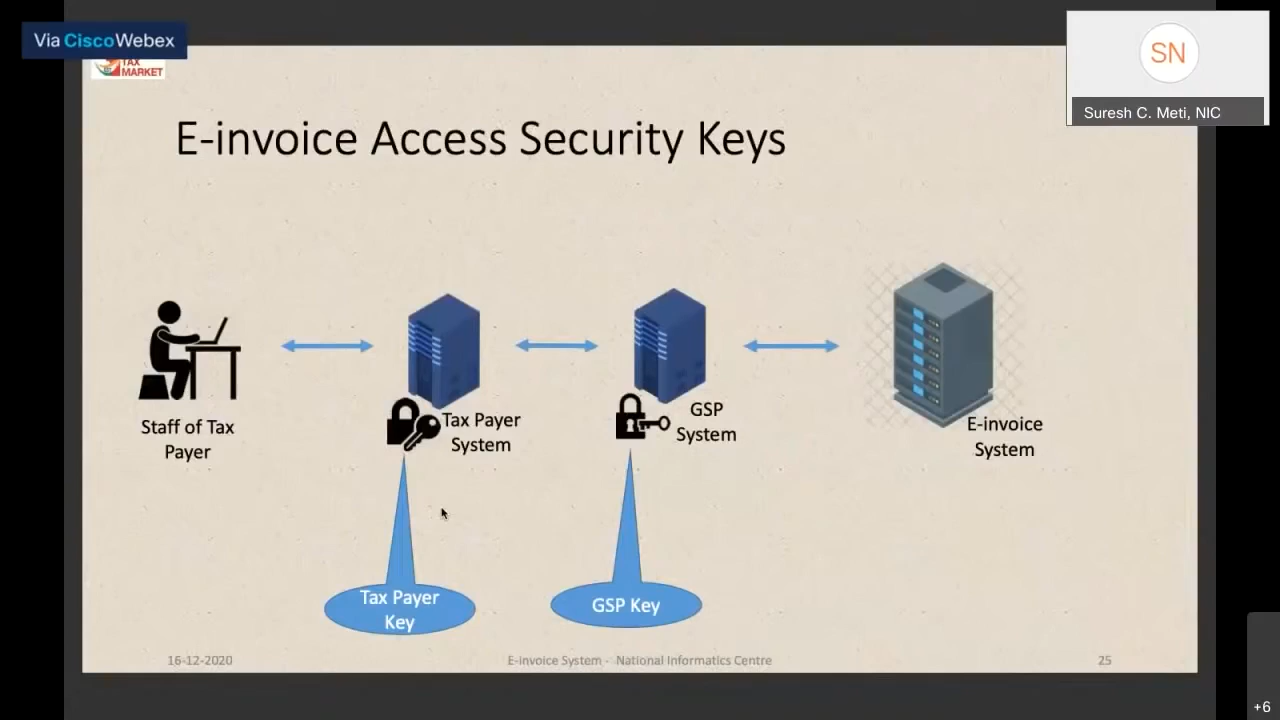 Via CiscoWebex
TAX
MARKET
SN
Suresh C. Meti, NIC
E-invoice Access Security Keys
Staff of Tax
Payer
Tax Payer
System
GSP
System
E-invoice
System
Tax Payer
Key
GSP Key
16-12-2020
E-invoice System - National Informatics Centre
25
+6